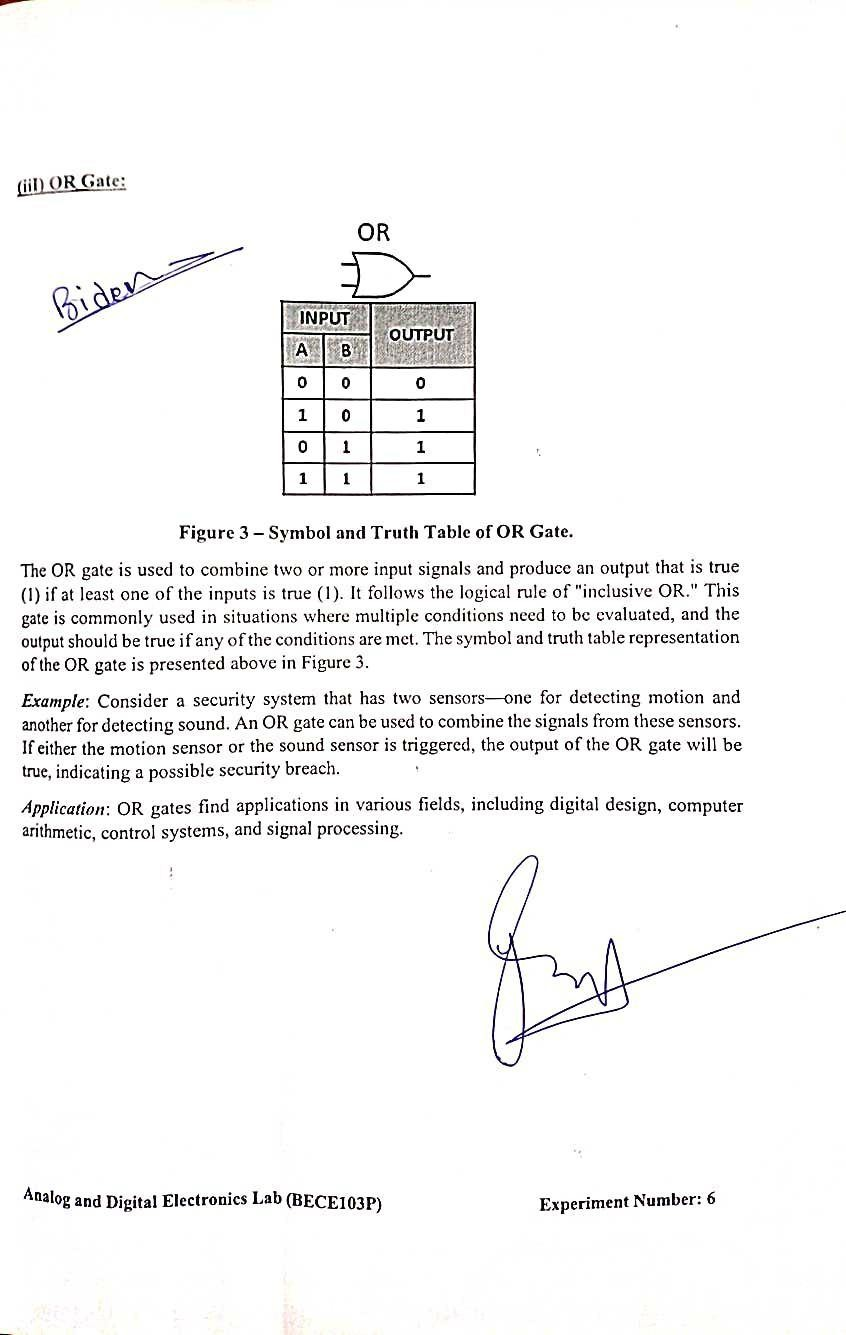 (iii) OR Gate:
OR
Biden
INPUT OUTPUT
A B
0 0 0
1 0 1
0 1 1
1 1 1
Figure 3 – Symbol and Truth Table of OR Gate.
The OR gate is used to combine two or more input signals and produce an output that is true
(1) if at least one of the inputs is true (1). It follows the logical rule of "inclusive OR." This
gate is commonly used in situations where multiple conditions need to be evaluated, and the
output should be true if any of the conditions are met. The symbol and truth table representation
of the OR gate is presented above in Figure 3.
Example: Consider a security system that has two sensors—one for detecting motion and
another for detecting sound. An OR gate can be used to combine the signals from these sensors.
If either the motion sensor or the sound sensor is triggered, the output of the OR gate will be
true, indicating a possible security breach.
Application: OR gates find applications in various fields, including digital design, computer
arithmetic, control systems, and signal processing.
Analog and Digital Electronics Lab (BECE103P)
Experiment Number: 6